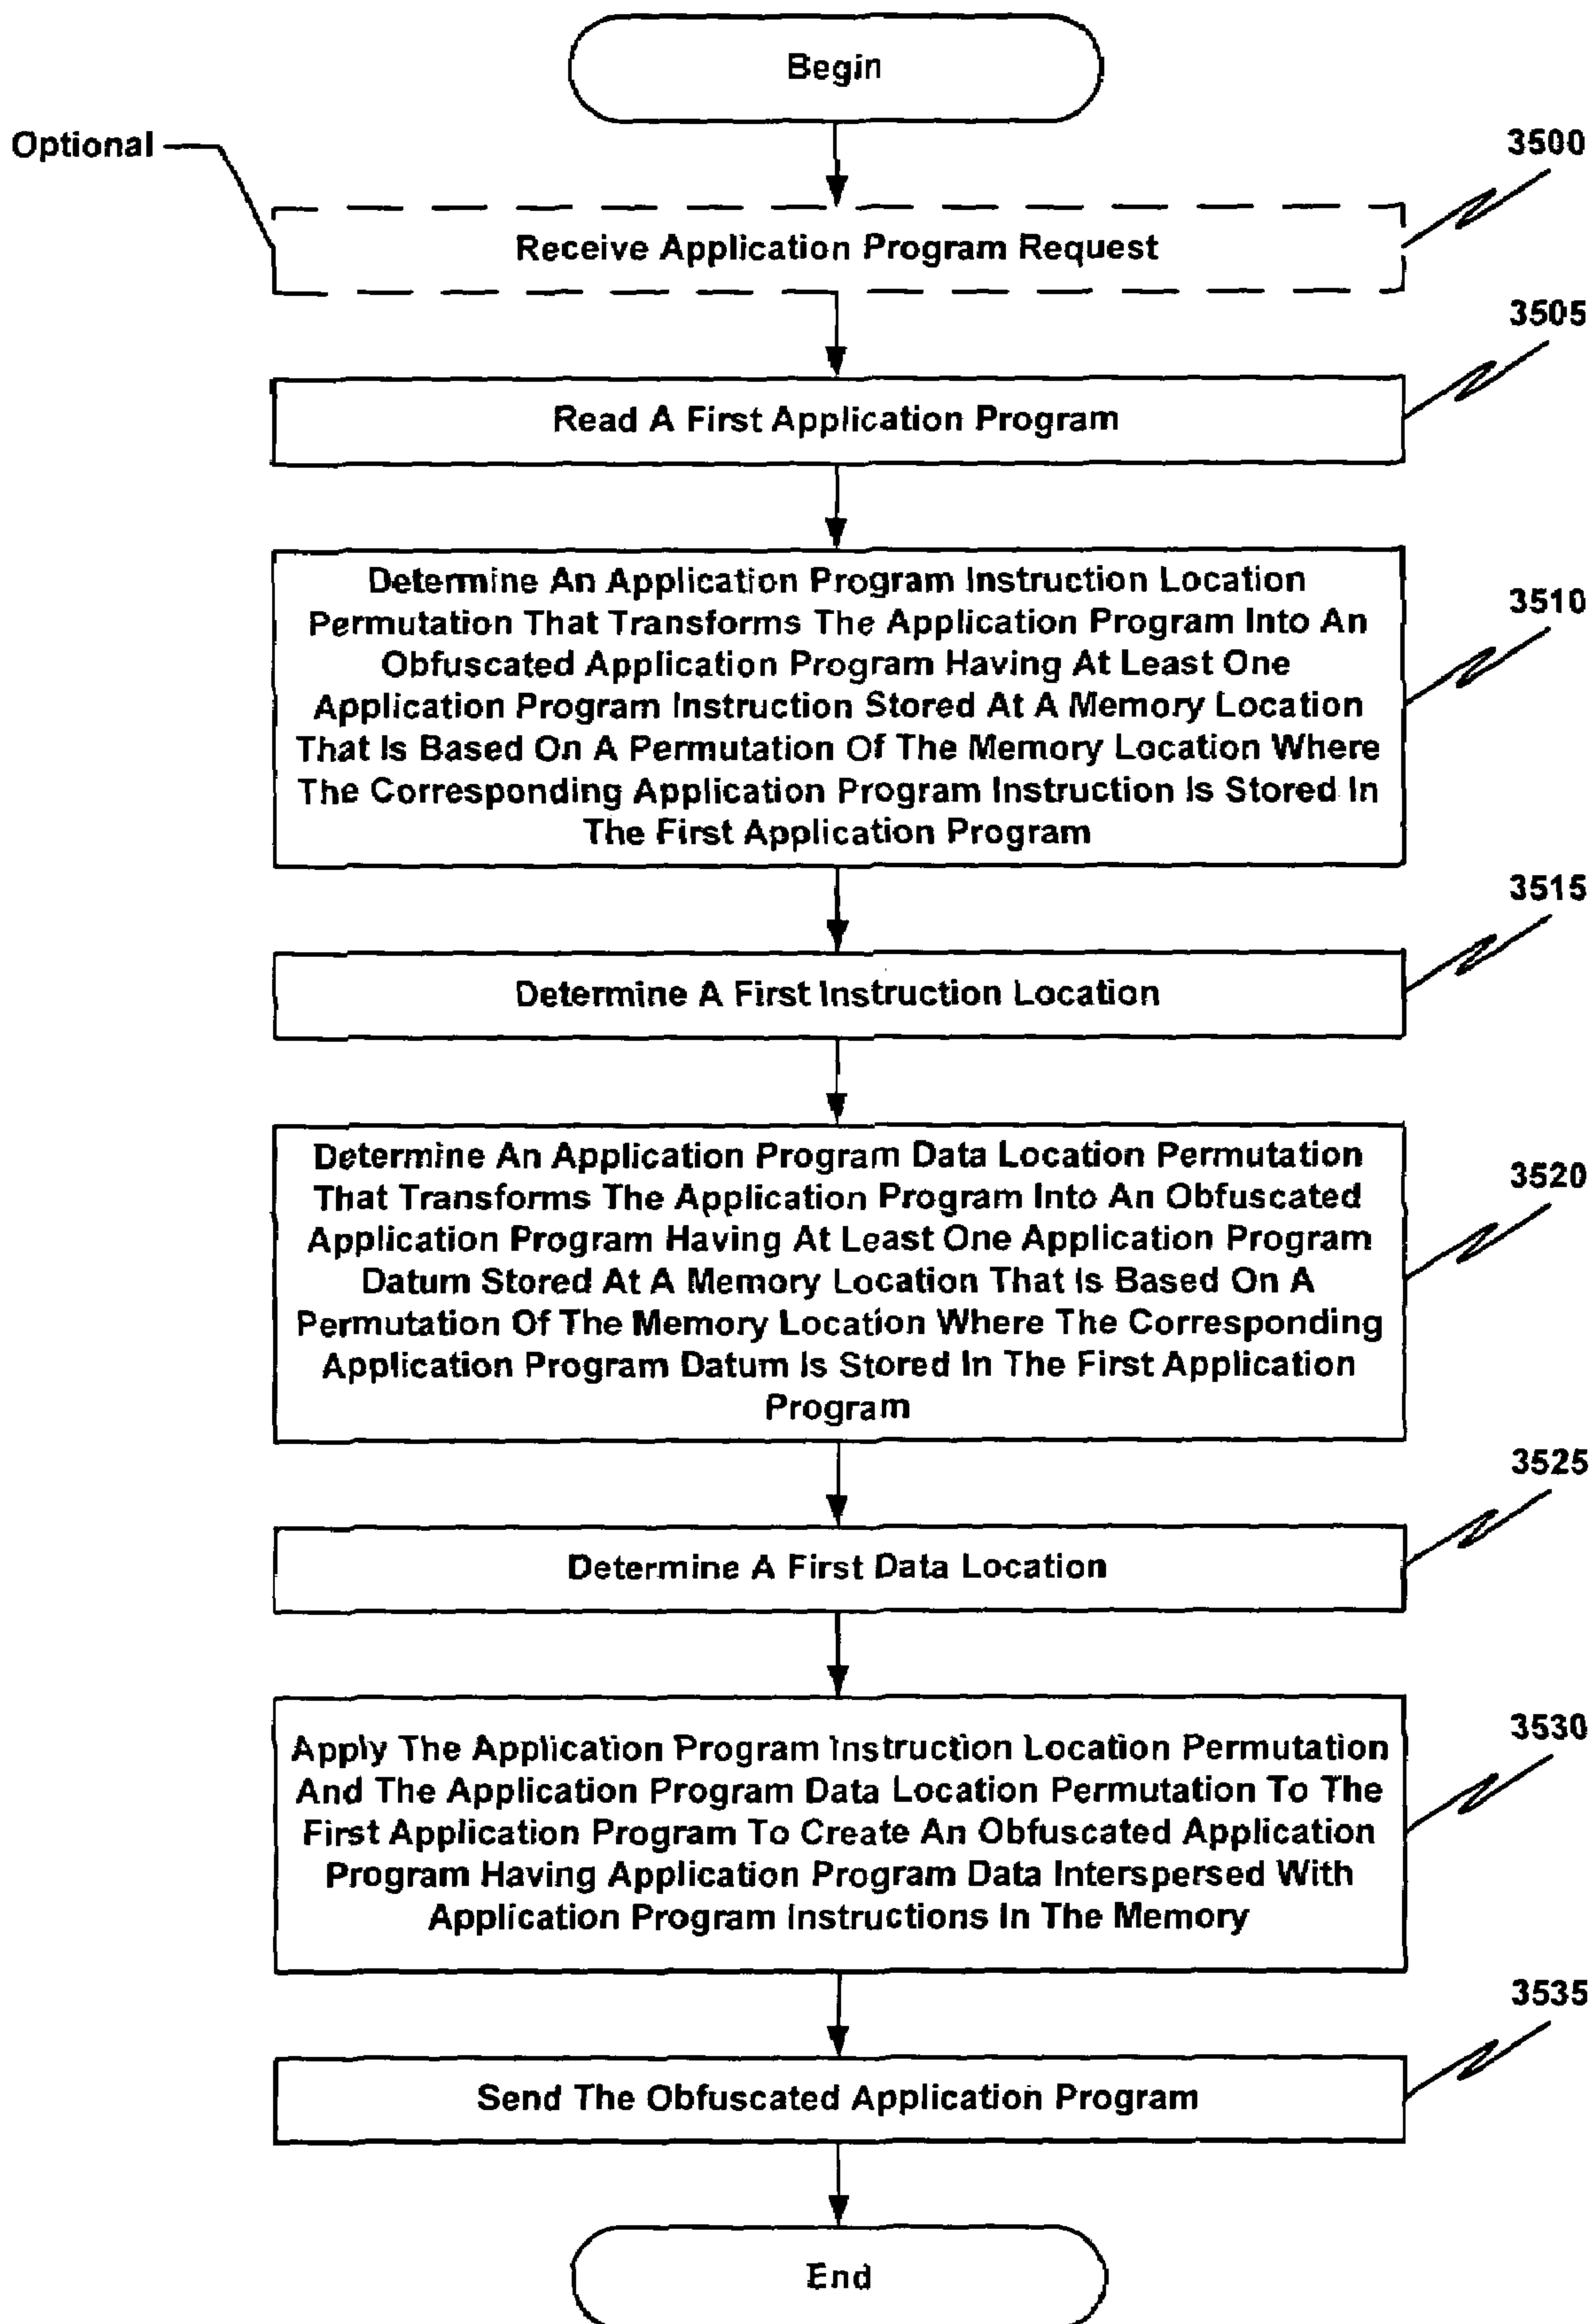 Begin
Optional
3500
Receive Application Program Request
3505
Read A First Application Program
3510
Determine An Application Program Instruction Location
Permutation That Transforms The Application Program Into An
Obfuscated Application Program Having At Least One
Application Program Instruction Stored At A Memory Location
That Is Based On A Permutation Of The Memory Location Where
The Corresponding Application Program Instruction Is Stored In
The First Application Program
3515
Determine A First Instruction Location
3520
Determine An Application Program Data Location Permutation
That Transforms The Application Program Into An Obfuscated
Application Program Having At Least One Application Program
Datum Stored At A Memory Location That Is Based On A
Permutation Of The Memory Location Where The Corresponding
Application Program Datum Is Stored In The First Application
Program
3525
Determine A First Data Location
3530
Apply The Application Program Instruction Location Permutation
And The Application Program Data Location Permutation To The
First Application Program To Create An Obfuscated Application
Program Having Application Program Data Interspersed With
Application Program Instructions In The Memory
3535
Send The Obfuscated Application Program
End